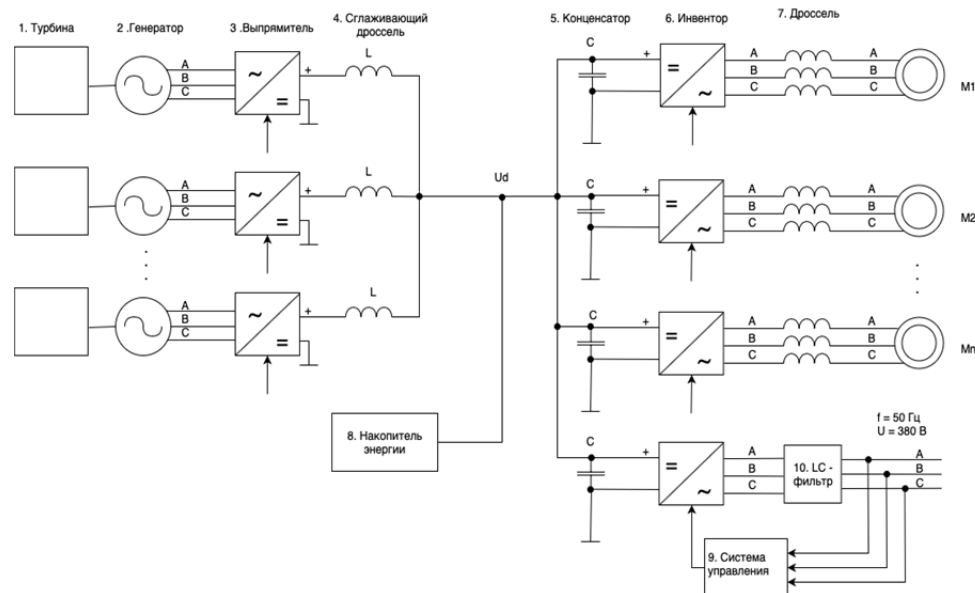 1. Турбина
2 .Генератор
3 .Выпрямитель
4. Сглаживающий
дроссель
5. Конценсатор
6. Инвентор
7. Дроссель
A
B
C
~
=
+
L
C
+
=
~
A
B
C
A
B
C
M1
A
B
C
~
=
+
L
Ud
C
+
=
~
A
B
C
A
B
C
M2
A
B
C
~
=
+
L
C
+
=
~
A
B
C
A
B
C
Mn
8. Накопитель
энергии
C
+
=
~
A
B
C
10. LC -
фильтр
f = 50 Гц
U = 380 В
A
B
C
9. Система
управления